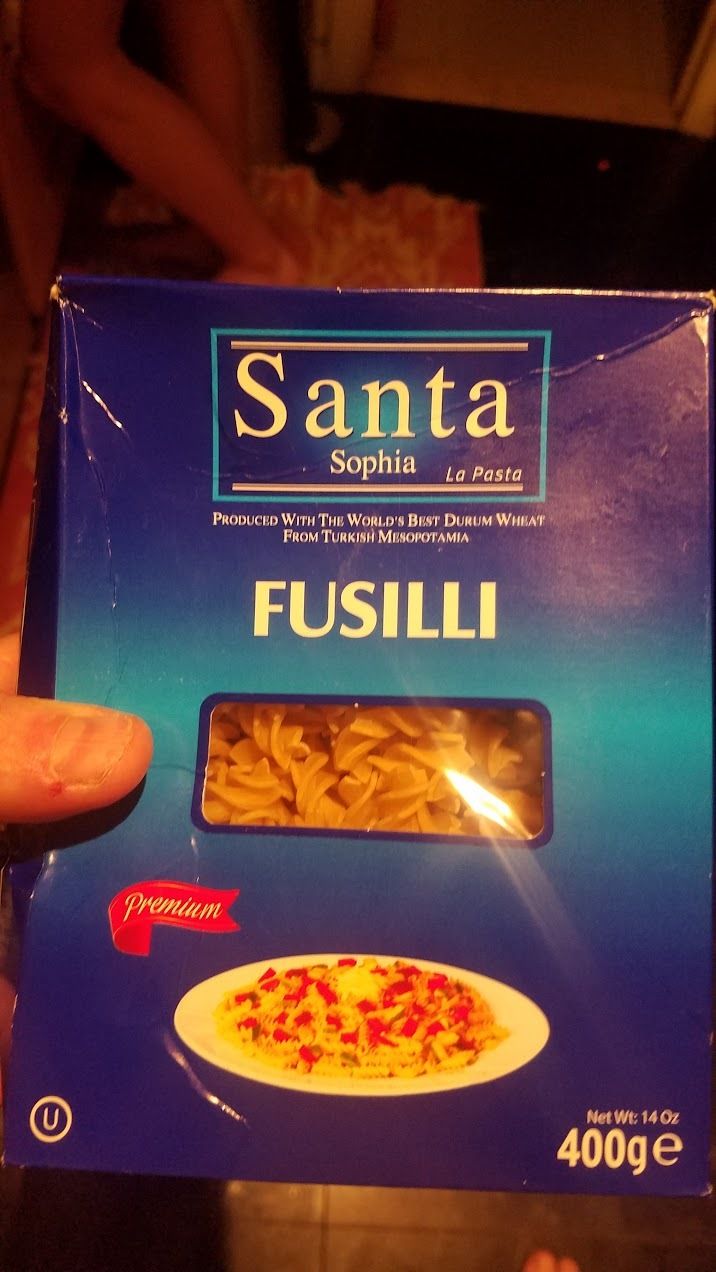 Santa
Sophia La Pasta
PRODUCED WITH THE WORLD'S BEST DURUM WHEAT
FROM TURKISH MESOPOTAMIA
FUSILLI
Premium
U
Net Wt: 14 Oz
400g e